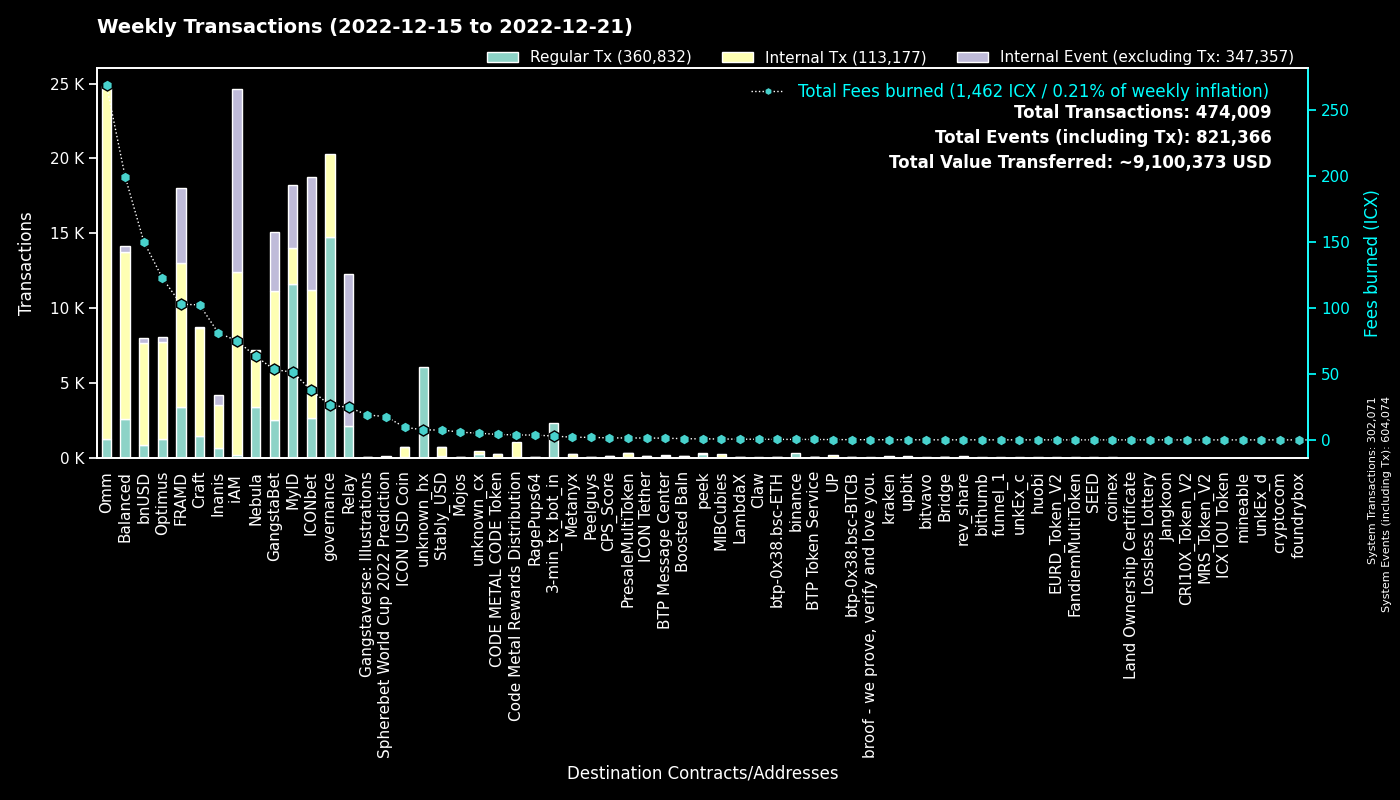 Weekly Transactions (2022-12-15 to 2022-12-21)
Regular Tx (360,832)
Internal Tx (113,177)
Internal Event (excluding Tx: 347,357)
Total Fees burned (1,462 ICX / 0.21% of weekly inflation)
Total Transactions: 474,009
Total Events (including Tx): 821,366
Total Value Transferred: ~9,100,373 USD
Transactions
25 K
20 K
15 K
10 K
5 K
0 K
250
200
150
100
50
0
Fees burned (ICX)
System Transactions: 302,071
System Events (including Tx): 604,074
Omm
Balanced
bnUSD
Optimus
FRAMD
Craft
Inanis
iAM
Nebula
GangstaBet
MyID
ICONbet
governance
Relay
Gangstaverse: Illustrations
Spherebet World Cup 2022 Prediction
ICON USD Coin
unknown_hx
Stably_USD
Mojos
unknown_cx
CODE METAL CODE Token
Code Metal Rewards Distribution
RagePups64
3-min_tx_bot_in
Metanyx
Peelguys
CPS_Score
PresaleMultiToken
ICON Tether
BTP Message Center
Boosted Baln
peek
MIBCubies
LambdaX
Claw
btp-0x38.bsc-ETH
binance
BTP Token Service
UP
btp-0x38.bsc-BTCB
broof - we prove, verify and love you.
kraken
upbit
bitvavo
Bridge
rev_share
bithumb
funnel_1
unkEx_c
huobi
EURD_Token_V2
FandiemMultiToken
SEED
coinex
Land Ownership Certificate
Lossless Lottery
Jangkoon
CRI10X_Token_V2
MRS_Token_V2
ICX IOU Token
mineable
unkEx_d
cryptocom
foundrybox
Destination Contracts/Addresses